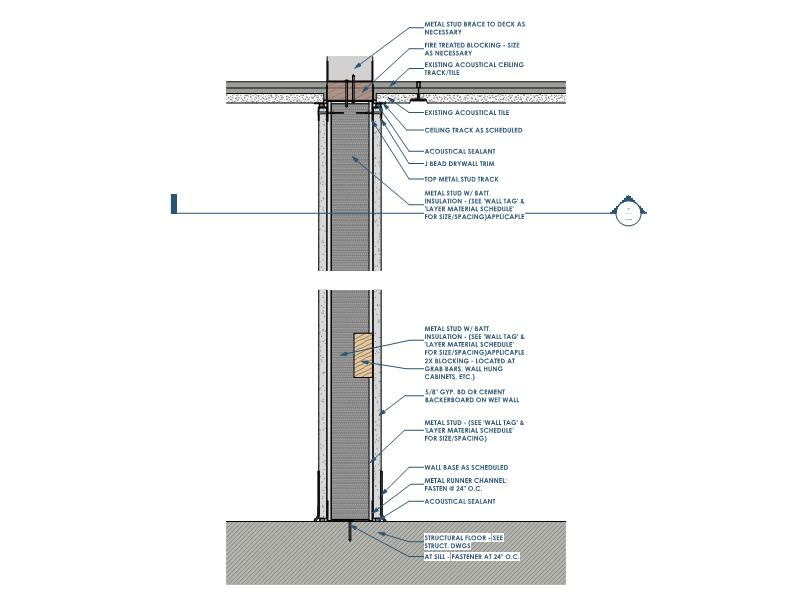 METAL STUD BRACE TO DECK AS
NECESSARY
FIRE TREATED BLOCKING - SIZE
AS NECESSARY
EXISTING ACOUSTICAL CEILING
TRACK/TILE
EXISTING ACOUSTICAL TILE
CEILING TRACK AS SCHEDULED
ACOUSTICAL SEALANT
J BEAD DRYWALL TRIM
TOP METAL STUD TRACK
METAL STUD W/ BATT.
INSULATION - (SEE 'WALL TAG' &
'LAYER MATERIAL SCHEDULE'
FOR SIZE/SPACING)APPLICAPLE
METAL STUD W/ BATT.
INSULATION - (SEE 'WALL TAG' &
'LAYER MATERIAL SCHEDULE'
FOR SIZE/SPACING)APPLICAPLE
2X BLOCKING - LOCATED AT
GRAB BARS, WALL HUNG
CABINETS, ETC.)
5/8" GYP. BD OR CEMENT
BACKERBOARD ON WET WALL
METAL STUD - (SEE 'WALL TAG' &
'LAYER MATERIAL SCHEDULE'
FOR SIZE/SPACING)
WALL BASE AS SCHEDULED
METAL RUNNER CHANNEL:
FASTEN @ 24" O.C.
ACOUSTICAL SEALANT
STRUCTURAL FLOOR - SEE
STRUCT. DWGS
AT SILL - FASTENER AT 24" O.C.